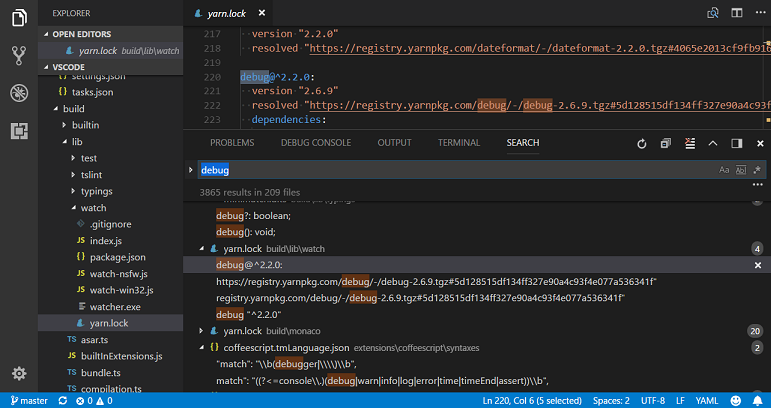 EXPLORER
OPEN EDITORS
yarn.lock build\lib\watch
VSCODE
settings.json
tasks.json
build
builtin
lib
test
tslint
typings
watch
.gitignore
index.js
package.json
watch-nsfw.js
watch-win32.js
watcher.exe
yarn.lock
asar.ts
builtInExtensions.js
bundle.ts
compilation.ts
yarn.lock
217 version "2.2.0"
218 resolved "https://registry.yarnpkg.com/dateformat/-/dateformat-2.2.0.tgz#4065e2013cf9fb916
219
220 debug@^2.2.0:
221 version "2.6.9"
222 resolved "https://registry.yarnpkg.com/debug/-/debug-2.6.9.tgz#5d128515df134ff327e90a4c93f
223 dependencies:
PROBLEMS DEBUG CONSOLE OUTPUT TERMINAL SEARCH
debug
Aa Ab .*
3865 results in 209 files
debug?: boolean;
debug(): void;
yarn.lock build\lib\watch 4
debug@^2.2.0:
https://registry.yarnpkg.com/debug/-/debug-2.6.9.tgz#5d128515df134ff327e90a4c93f4e077a536341f"
registry.yarnpkg.com/debug/-/debug-2.6.9.tgz#5d128515df134ff327e90a4c93f4e077a536341f"
debug "^2.2.0"
yarn.lock build\monaco 20
coffeescript.tmLanguage.json extensions\coffeescript\syntaxes 2
"match": "\\b(debugger|\\\\)\\b",
match": "((?<=console\\.)(debug|warn|info|log|error|time|timeEnd|assert))\\b",
master 0 0 Ln 220, Col 6 (5 selected) Spaces: 2 UTF-8 LF YAML